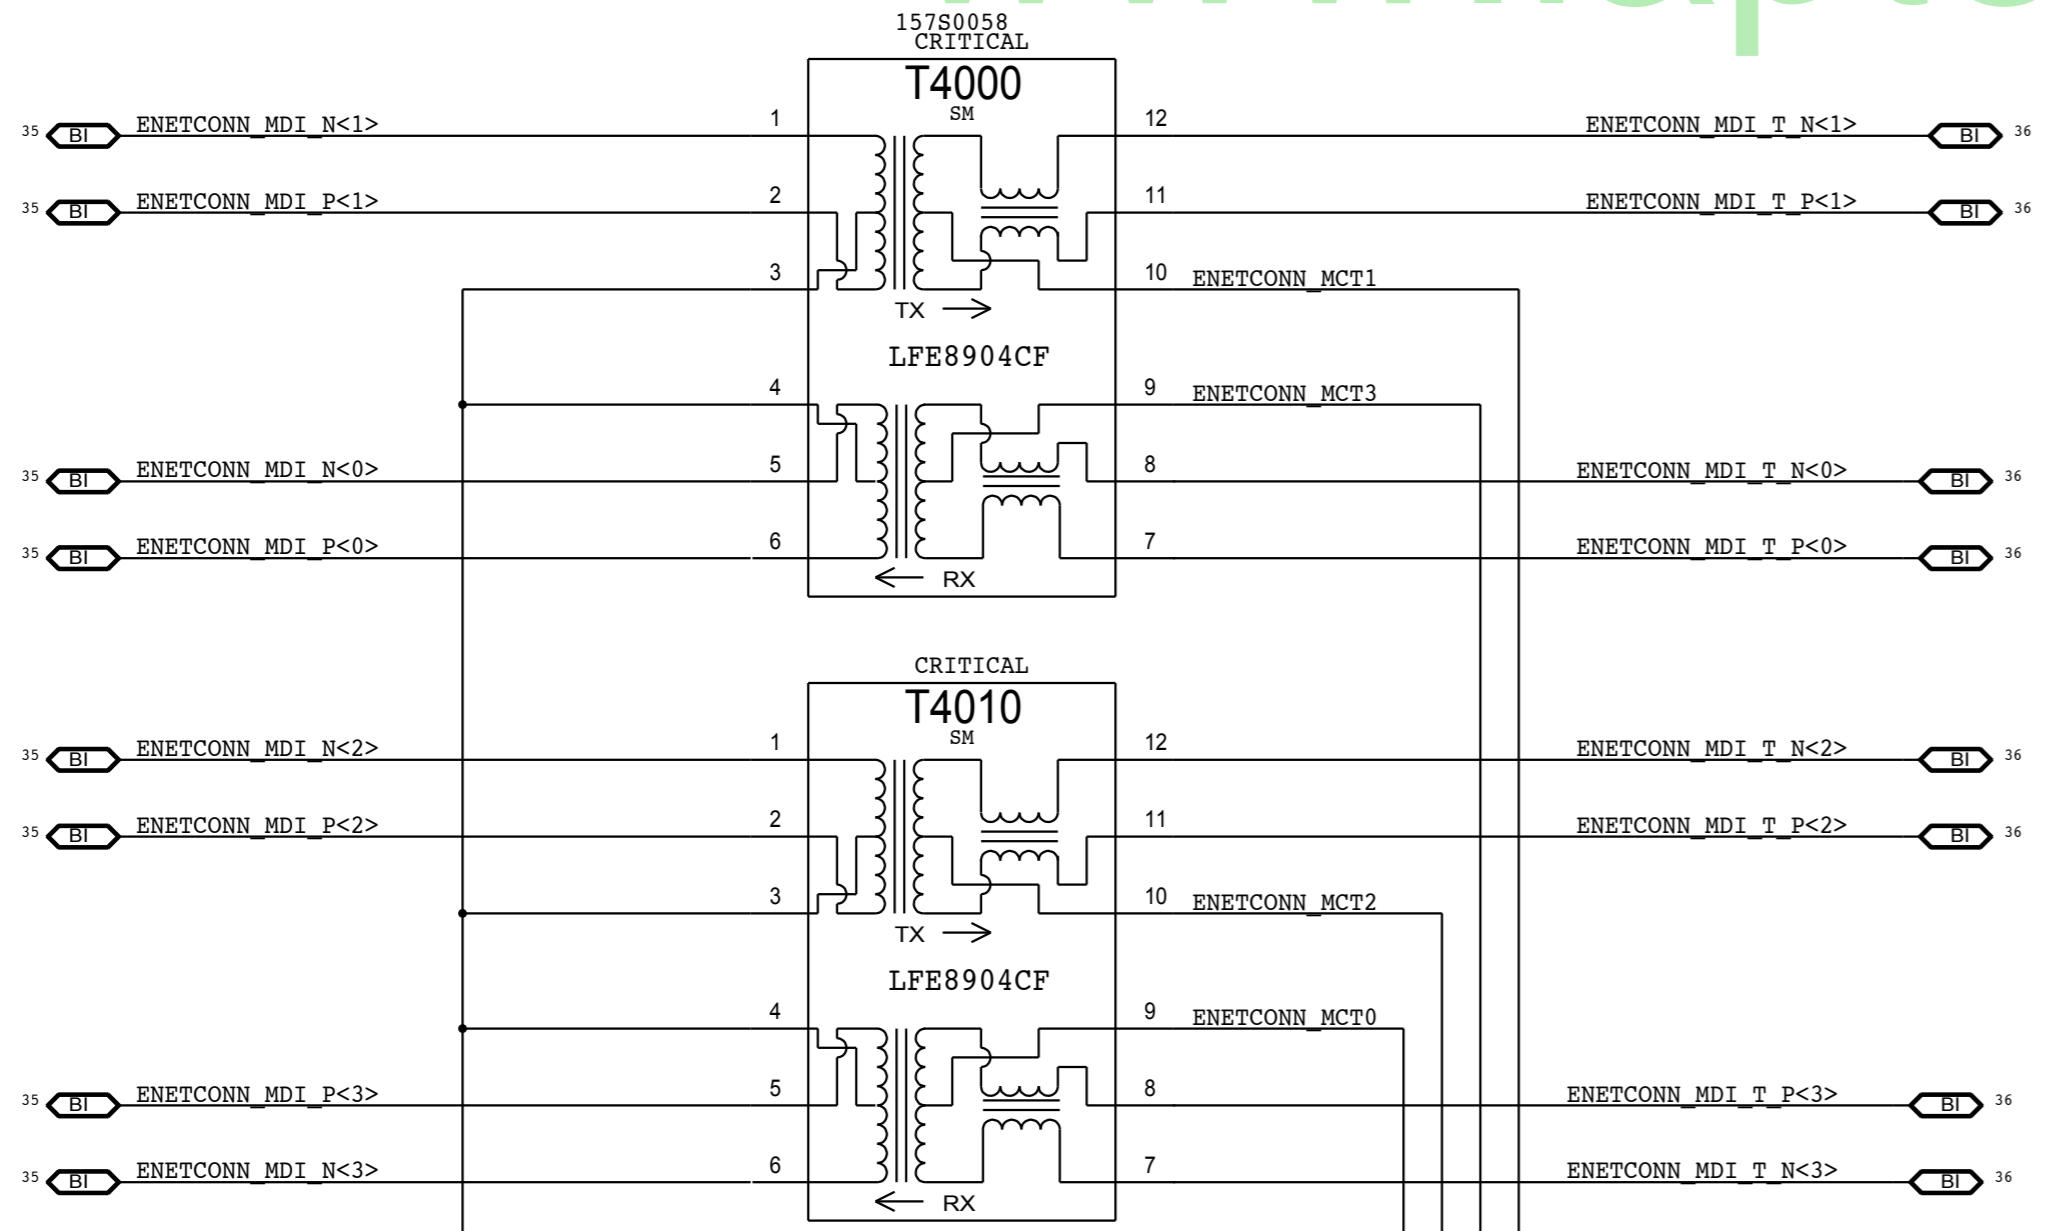 157S0058
CRITICAL
T4000
SM
35 BI ENETCONN_MDI_N<1> 1 12 ENETCONN_MDI_T_N<1> BI 36
35 BI ENETCONN_MDI_P<1> 2 11 ENETCONN_MDI_T_P<1> BI 36
3 10 ENETCONN_MCT1
TX
LFE8904CF
4 9 ENETCONN_MCT3
35 BI ENETCONN_MDI_N<0> 5 8 ENETCONN_MDI_T_N<0> BI 36
35 BI ENETCONN_MDI_P<0> 6 7 ENETCONN_MDI_T_P<0> BI 36
RX
CRITICAL
T4010
SM
35 BI ENETCONN_MDI_N<2> 1 12 ENETCONN_MDI_T_N<2> BI 36
35 BI ENETCONN_MDI_P<2> 2 11 ENETCONN_MDI_T_P<2> BI 36
3 10 ENETCONN_MCT2
TX
LFE8904CF
4 9 ENETCONN_MCT0
35 BI ENETCONN_MDI_P<3> 5 8 ENETCONN_MDI_T_P<3> BI 36
35 BI ENETCONN_MDI_N<3> 6 7 ENETCONN_MDI_T_N<3> BI 36
RX